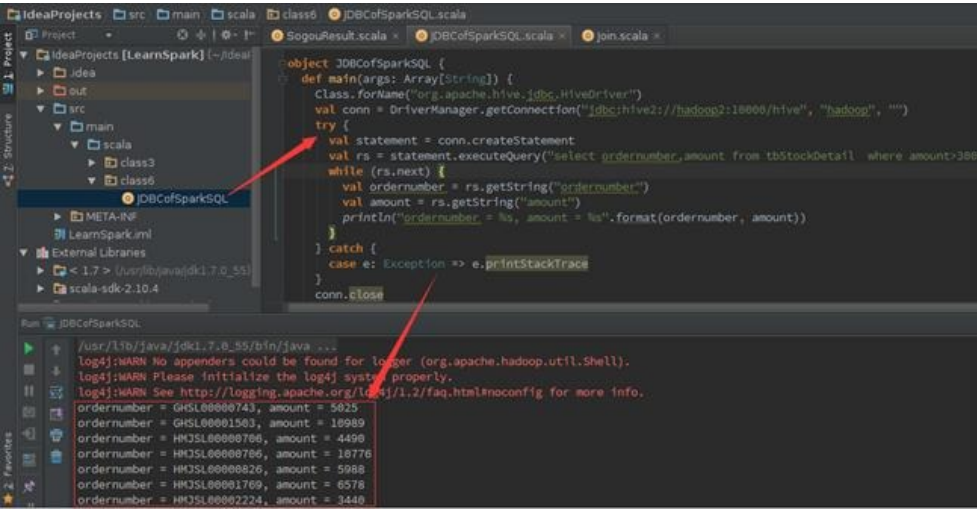 IdeaProjects src main scala class6 JDBCofSparkSQL.scala
Project
SogouResult.scala × JDBCofSparkSQL.scala × Join.scala ×
IdeaProjects [LearnSpark] (~/Idea
.idea
out
src
main
scala
class3
class6
JDBCofSparkSQL
META-INF
LearnSpark.iml
External Libraries
< 1.7 > (/usr/lib/java/jdk1.7.0_55)
scala-sdk-2.10.4
1: Project
7: Structure
Favorites
object JDBCofSparkSQL {
def main(args: Array[String]) {
Class.forName("org.apache.hive.jdbc.HiveDriver")
val conn = DriverManager.getConnection("jdbc:hive2://hadoop2:10000/hive", "hadoop", "")
try {
val statement = conn.createStatement
val rs = statement.executeQuery("select ordernumber,amount from tbStockDetail where amount>300
while (rs.next) {
val ordernumber = rs.getString("ordernumber")
val amount = rs.getString("amount")
println("ordernumber = %s, amount = %s".format(ordernumber, amount))
}
} catch {
case e: Exception => e.printStackTrace
}
conn.close
Run JDBCofSparkSQL
/usr/lib/java/jdk1.7.0_55/bin/java ...
log4j:WARN No appenders could be found for logger (org.apache.hadoop.util.Shell).
log4j:WARN Please initialize the log4j system properly.
log4j:WARN See http://logging.apache.org/log4j/1.2/faq.html#noconfig for more info.
ordernumber = GHSL00000743, amount = 5025
ordernumber = GHSL00001503, amount = 10989
ordernumber = HMJSL00000706, amount = 4490
ordernumber = HMJSL00000706, amount = 10776
ordernumber = HMJSL00000826, amount = 5988
ordernumber = HMJSL00001769, amount = 6578
ordernumber = HMJSL00002224, amount = 3440